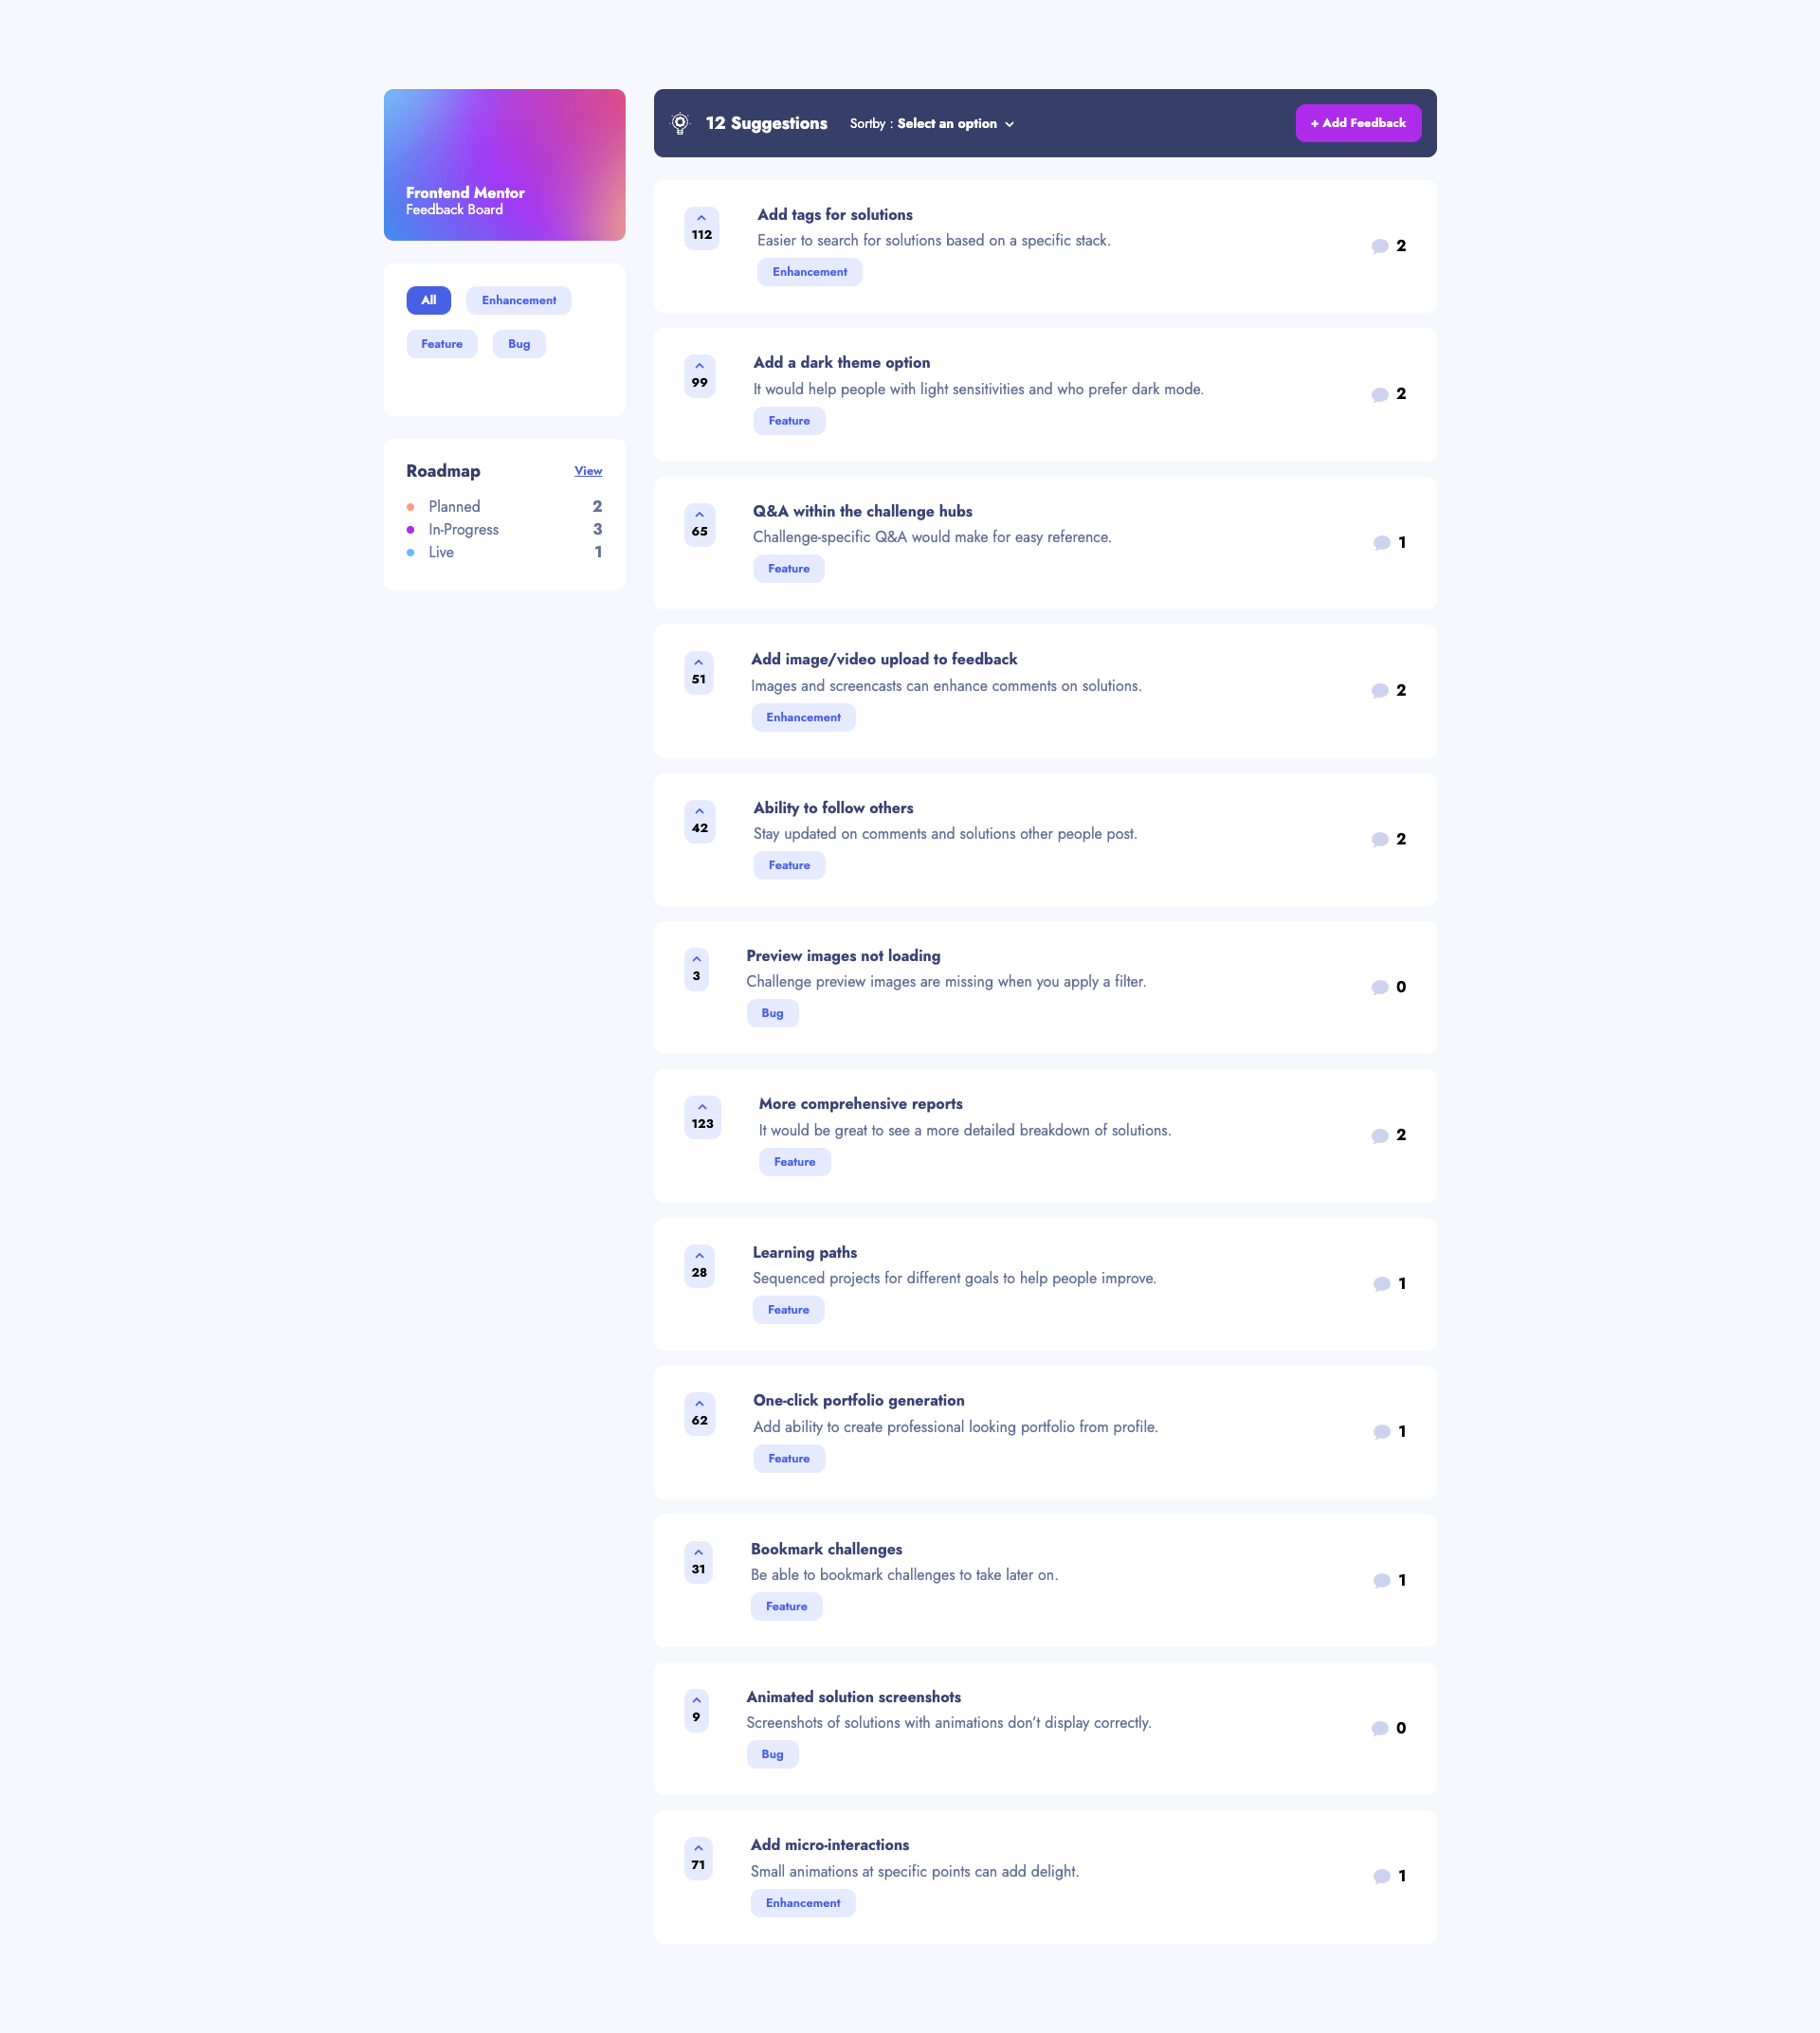 Frontend Mentor
Feedback Board
All Enhancement
Feature Bug
Roadmap View
Planned 2
In-Progress 3
Live 1
12 Suggestions Sortby : Select an option + Add Feedback
Add tags for solutions
112
Easier to search for solutions based on a specific stack.
2
Enhancement
Add a dark theme option
99
It would help people with light sensitivities and who prefer dark mode.
2
Feature
Q&A within the challenge hubs
65
Challenge-specific Q&A would make for easy reference.
1
Feature
Add image/video upload to feedback
51
Images and screencasts can enhance comments on solutions.
2
Enhancement
Ability to follow others
42
Stay updated on comments and solutions other people post.
2
Feature
Preview images not loading
3
Challenge preview images are missing when you apply a filter.
0
Bug
More comprehensive reports
123
It would be great to see a more detailed breakdown of solutions.
2
Feature
Learning paths
28
Sequenced projects for different goals to help people improve.
1
Feature
One-click portfolio generation
62
Add ability to create professional looking portfolio from profile.
1
Feature
Bookmark challenges
31
Be able to bookmark challenges to take later on.
1
Feature
Animated solution screenshots
9
Screenshots of solutions with animations don’t display correctly.
0
Bug
Add micro-interactions
71
Small animations at specific points can add delight.
1
Enhancement